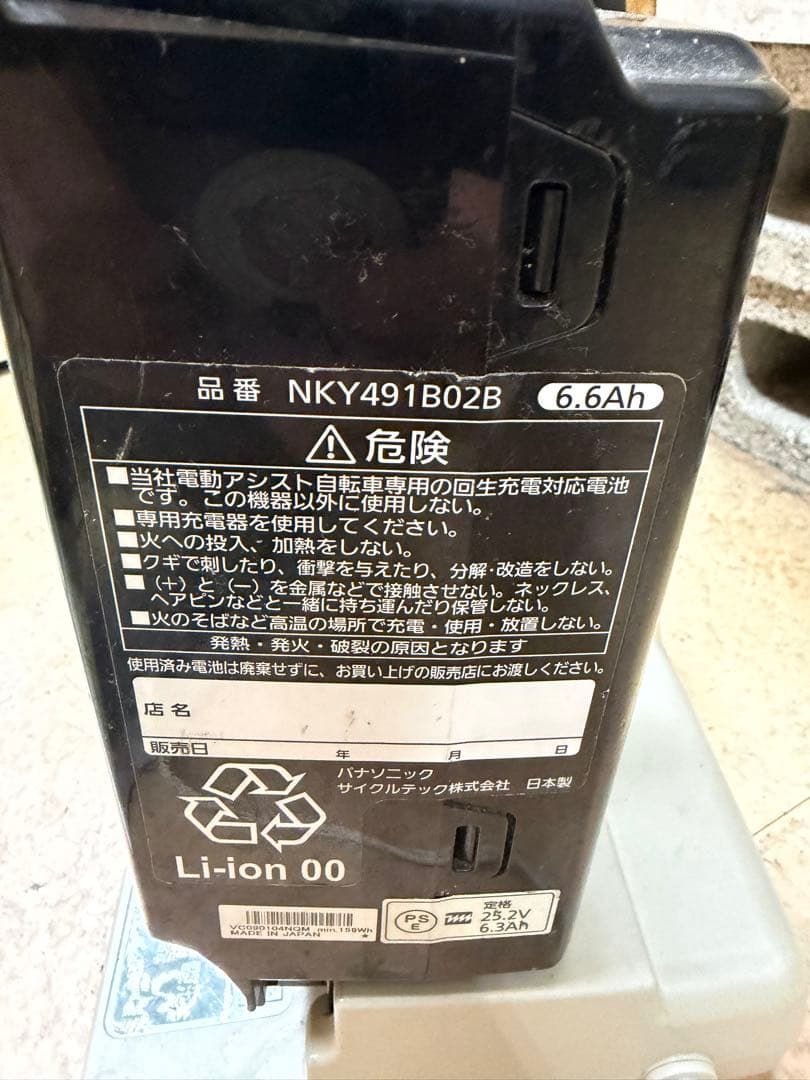 品番 NKY491B02B 6.6Ah
危険
■当社電動アシスト自転車専用の回生充電対応電池
です。この機器以外に使用しない。
■専用充電器を使用してください。
■火への投入、加熱をしない。
■クギで刺したり、衝撃を与えたり、分解・改造をしない。
■(+)と(−)を金属などで接触させない。ネックレス、
ヘアピンなどと一緒に持ち運んだり保管しない。
■火のそばなど高温の場所で充電・使用・放置しない。
発熱・発火・破裂の原因となります
使用済み電池は廃棄せずに、お買い上げの販売店にお渡しください。
店名
販売日 年 月 日
パナソニック
サイクルテック株式会社 日本製
Li-ion 00
VC090104NQM min.159Wh
MADE IN JAPAN ★
PS
E
定格
25.2V
6.3Ah